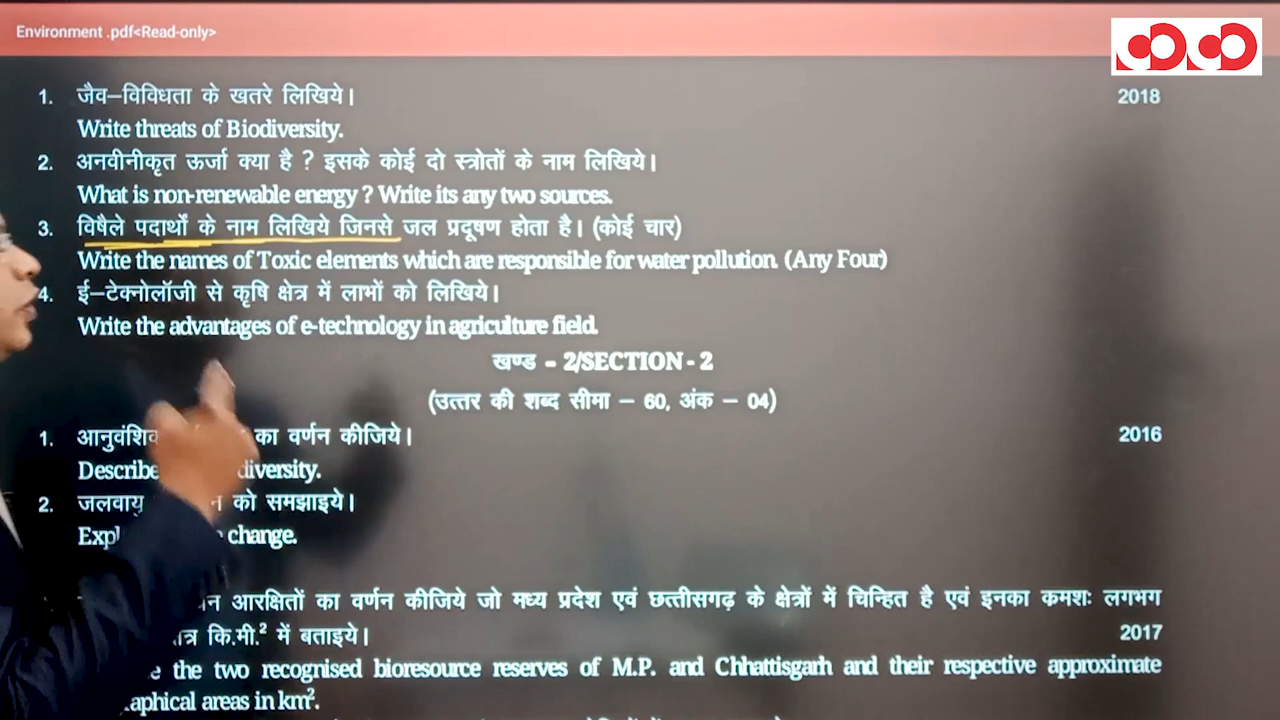 Environment .pdf<Read-only>
1. जैव–विविधता के खतरे लिखिये। 2018
Write threats of Biodiversity.
2. अनवीनीकृत ऊर्जा क्या है ? इसके कोई दो स्त्रोतों के नाम लिखिये।
What is non-renewable energy ? Write its any two sources.
3. विषैले पदार्थों के नाम लिखिये जिनसे जल प्रदूषण होता है। (कोई चार)
Write the names of Toxic elements which are responsible for water pollution. (Any Four)
4. ई–टेक्नोलॉजी से कृषि क्षेत्र में लाभों को लिखिये।
Write the advantages of e-technology in agriculture field.
खण्ड - 2/SECTION - 2
(उत्तर की शब्द सीमा – 60, अंक – 04)
1. का वर्णन कीजिये। 2016
Describe
2. जलवायु को समझाइये।
change.
आरक्षितों का वर्णन कीजिये जो मध्य प्रदेश एवं छत्तीसगढ़ के क्षेत्रों में चिन्हित है एवं इनका कमशः लगभग
कि.मी.² में बताइये। 2017
the two recognised bioresource reserves of M.P. and Chhattisgarh and their respective approximate
areas in km².